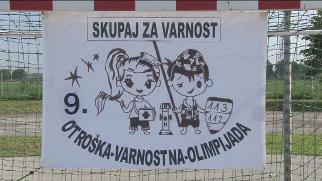 SKUPAJ ZA VARNOST
9.
113
112
OTROŠKA-VARNOSTNA-OLIMPIJADA